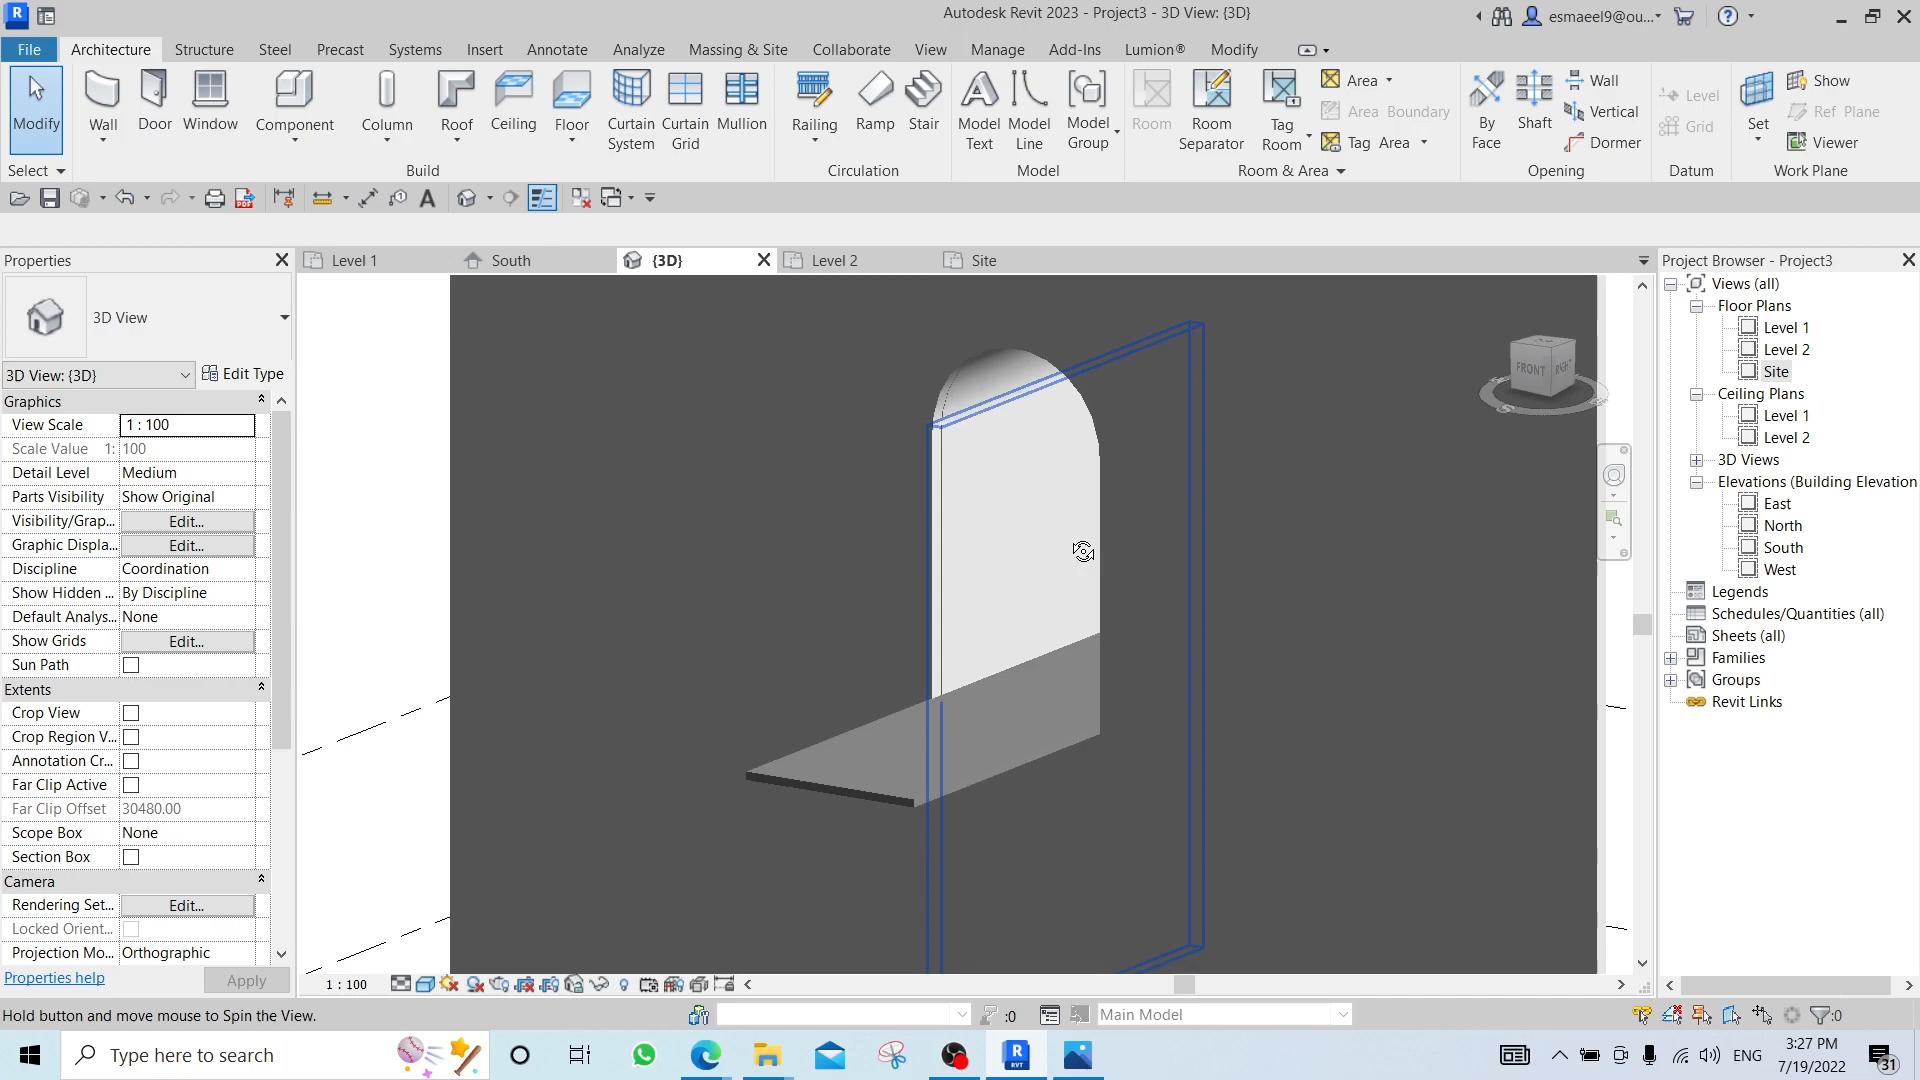 Autodesk Revit 2023 - Project3 - 3D View: {3D}
esmaeel9@ou...
File Architecture Structure Steel Precast Systems Insert Annotate Analyze Massing & Site Collaborate View Manage Add-Ins Lumion® Modify
Modify
Wall
Door
Window
Component
Column
Roof
Ceiling
Floor
Curtain System
Curtain Grid
Mullion
Railing
Ramp
Stair
Model Text
Model Line
Model Group
Room
Room Separator
Tag Room
Area
Area Boundary
Tag Area
By Face
Shaft
Wall
Vertical
Dormer
Level
Grid
Set
Show
Ref Plane
Viewer
Select
Build
Circulation
Model
Room & Area
Opening
Datum
Work Plane
Properties
Level 1
South
{3D}
Level 2
Site
Project Browser - Project3
3D View
3D View: {3D}
Edit Type
Graphics
View Scale 1 : 100
Scale Value 1: 100
Detail Level Medium
Parts Visibility Show Original
Visibility/Grap... Edit...
Graphic Displa... Edit...
Discipline Coordination
Show Hidden ... By Discipline
Default Analys... None
Show Grids Edit...
Sun Path
Extents
Crop View
Crop Region V...
Annotation Cr...
Far Clip Active
Far Clip Offset 30480.00
Scope Box None
Section Box
Camera
Rendering Set... Edit...
Locked Orient...
Projection Mo... Orthographic
Properties help
Apply
FRONT
RIGHT
Views (all)
Floor Plans
Level 1
Level 2
Site
Ceiling Plans
Level 1
Level 2
3D Views
Elevations (Building Elevation
East
North
South
West
Legends
Schedules/Quantities (all)
Sheets (all)
Families
Groups
Revit Links
1 : 100
Hold button and move mouse to Spin the View.
:0
Main Model
:0
Type here to search
ENG
3:27 PM
7/19/2022
31